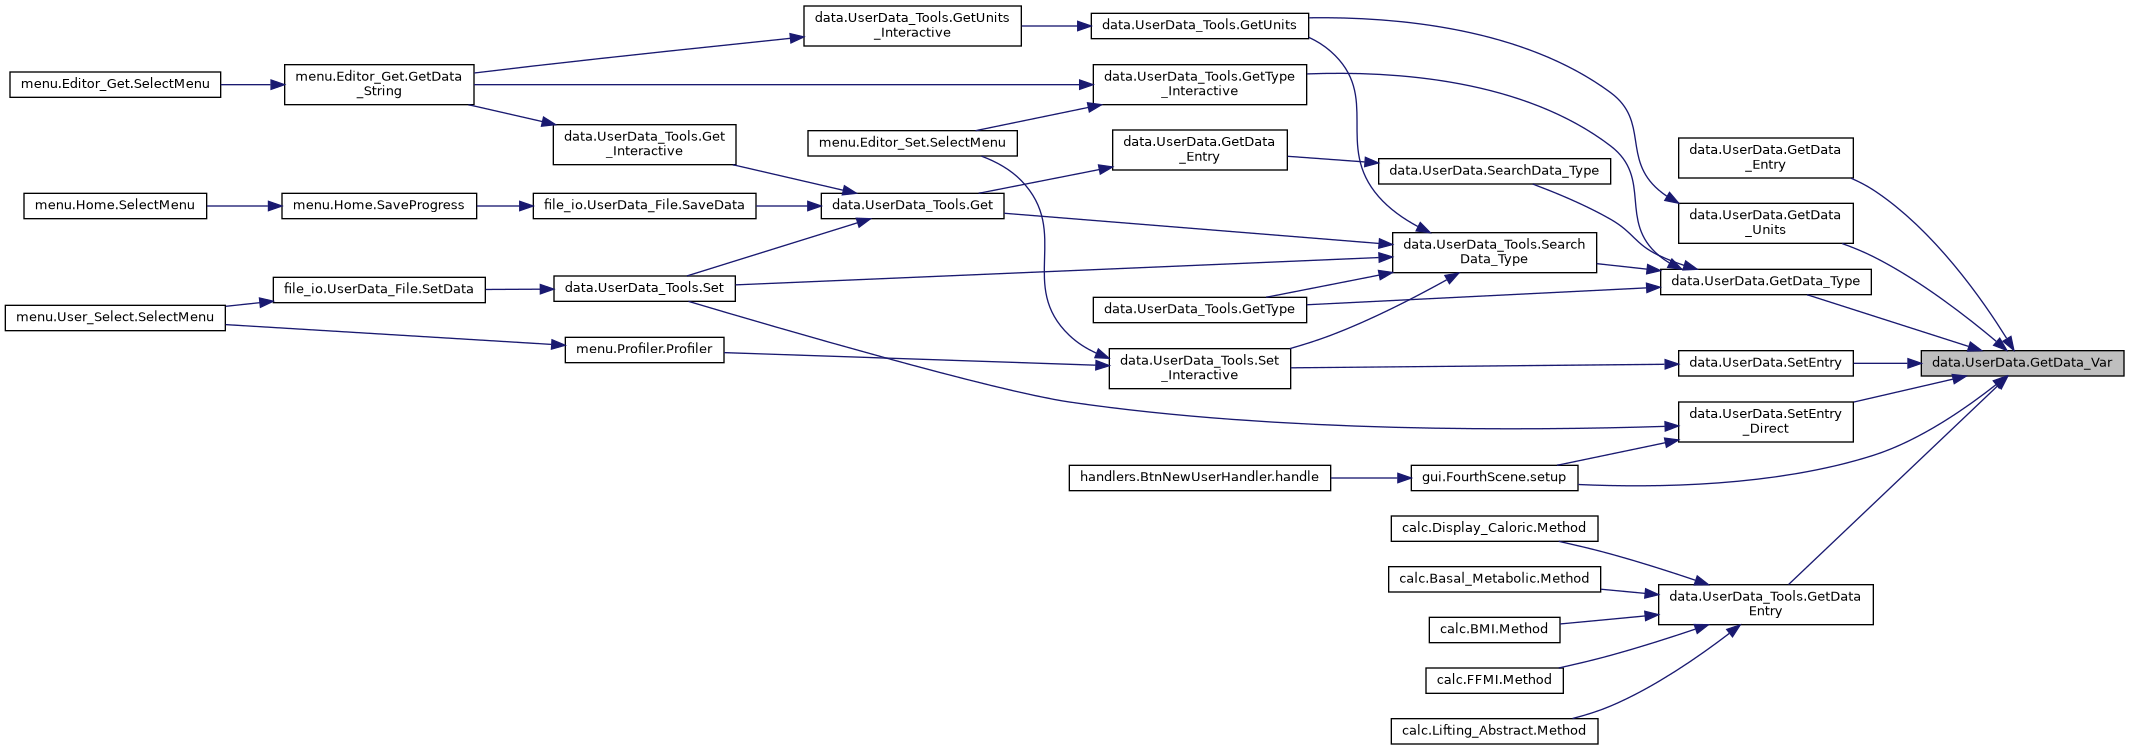 data.UserData_Tools.GetUnits
_Interactive
data.UserData_Tools.GetUnits
menu.Editor_Get.SelectMenu
menu.Editor_Get.GetData
_String
data.UserData_Tools.GetType
_Interactive
data.UserData_Tools.Get
_Interactive
menu.Editor_Set.SelectMenu
data.UserData.GetData
_Entry
data.UserData.SearchData_Type
data.UserData.GetData
_Entry
menu.Home.SelectMenu
menu.Home.SaveProgress
file_io.UserData_File.SaveData
data.UserData_Tools.Get
data.UserData.GetData
_Units
data.UserData_Tools.Search
Data_Type
data.UserData.GetData_Type
file_io.UserData_File.SetData
data.UserData_Tools.Set
data.UserData_Tools.GetType
menu.User_Select.SelectMenu
menu.Profiler.Profiler
data.UserData_Tools.Set
_Interactive
data.UserData.SetEntry
data.UserData.GetData_Var
data.UserData.SetEntry
_Direct
handlers.BtnNewUserHandler.handle
gui.FourthScene.setup
calc.Display_Caloric.Method
calc.Basal_Metabolic.Method
data.UserData_Tools.GetData
Entry
calc.BMI.Method
calc.FFMI.Method
calc.Lifting_Abstract.Method